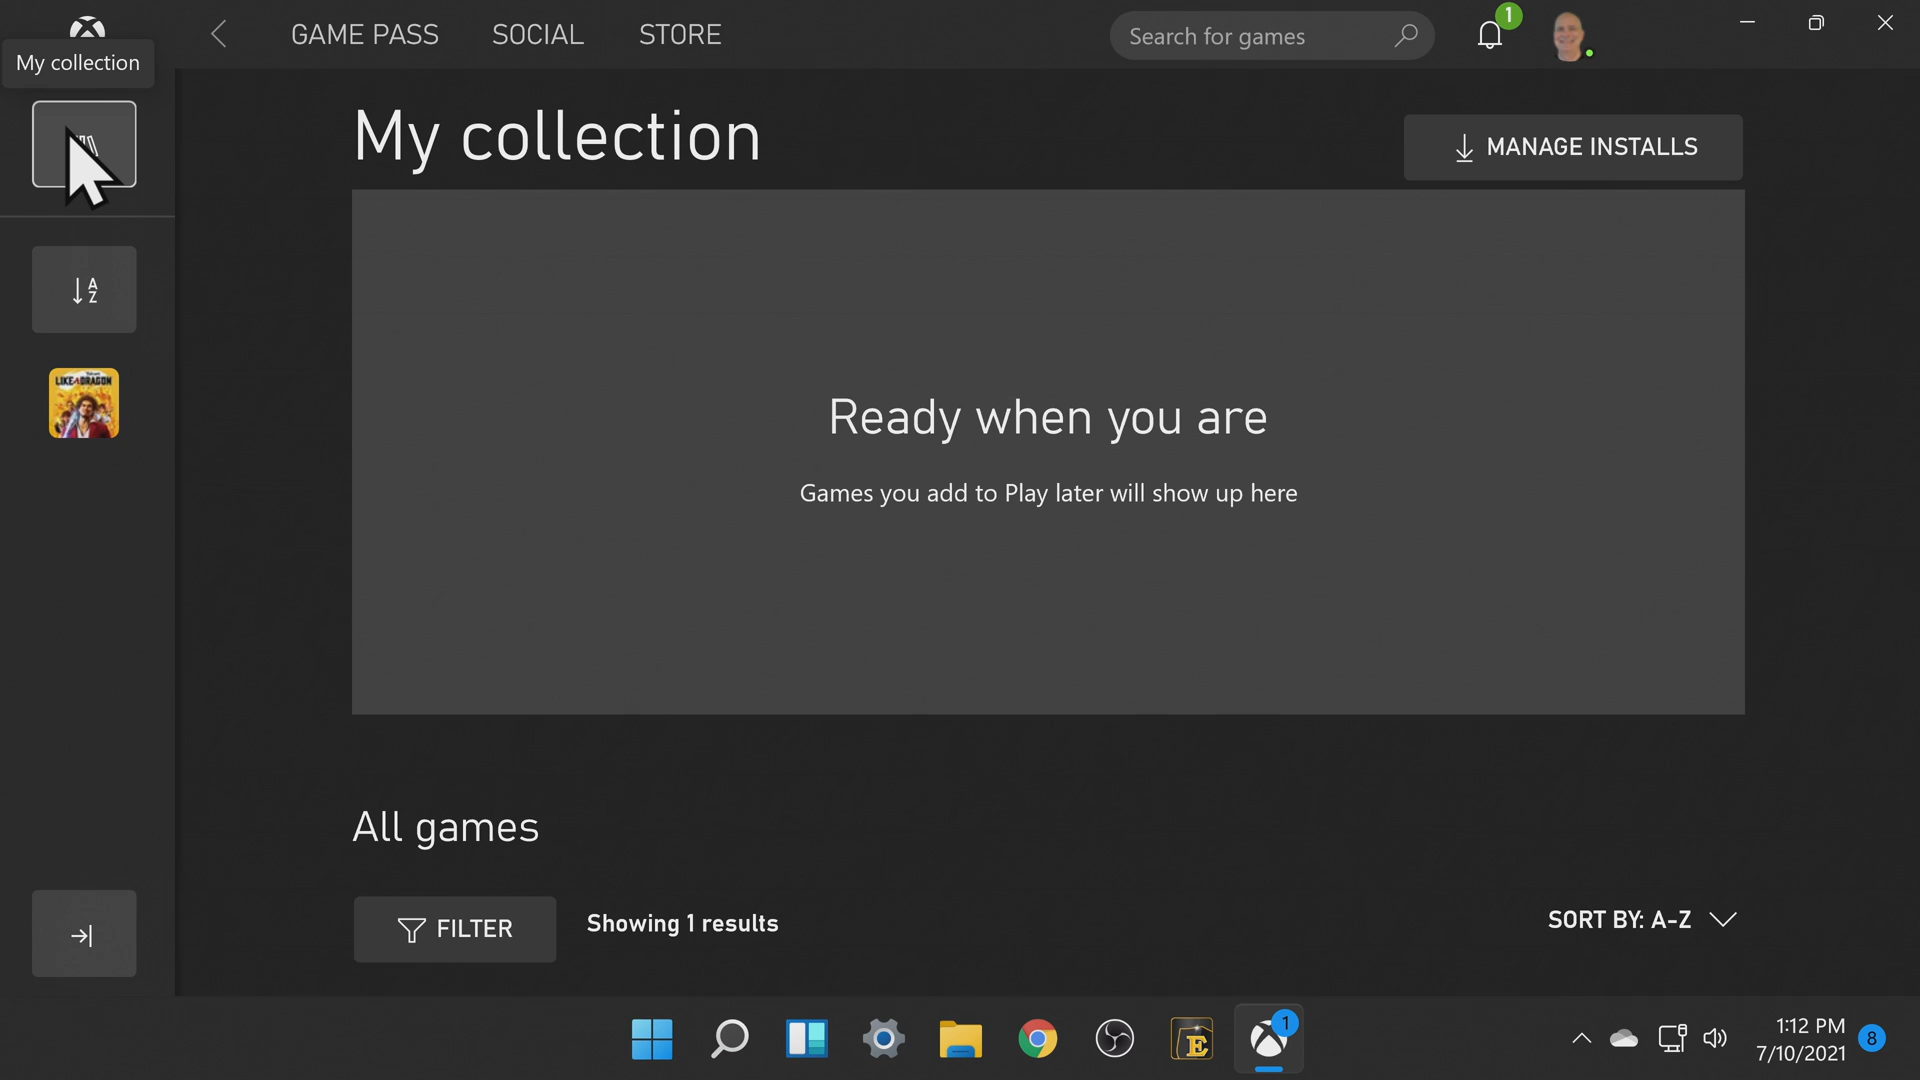 GAME PASS
SOCIAL
STORE
Search for games
1
My collection
My collection
MANAGE INSTALLS
A
Z
LIKE A DRAGON
Ready when you are
Games you add to Play later will show up here
All games
FILTER
Showing 1 results
SORT BY: A-Z
E
1
1:12 PM
7/10/2021
8